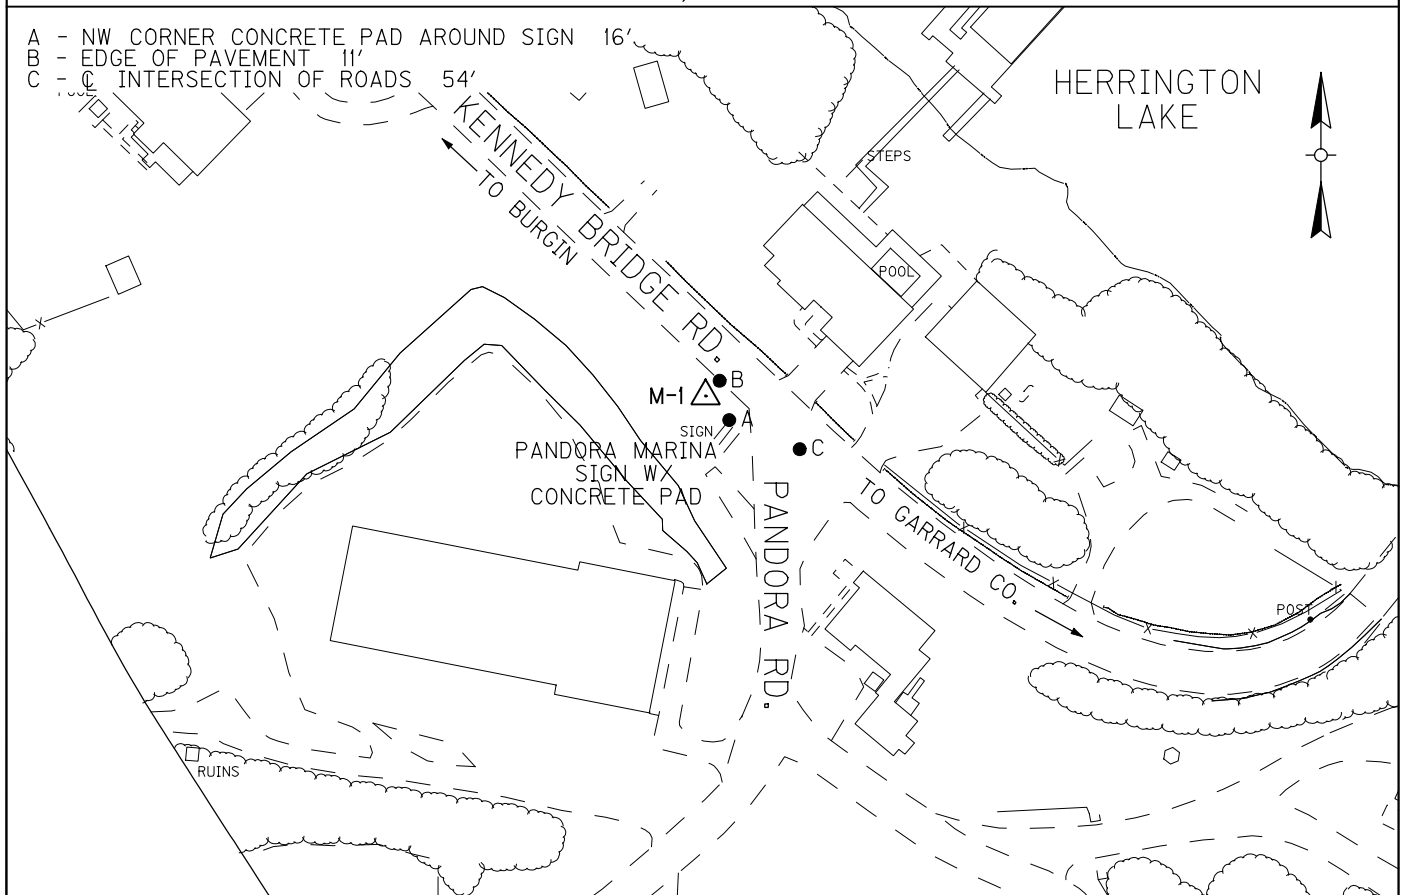 A - NW CORNER CONCRETE PAD AROUND SIGN 16'
B - EDGE OF PAVEMENT 11'
C - ℄ INTERSECTION OF ROADS 54'
HERRINGTON
LAKE
KENNEDY BRIDGE RD.
TO BURGIN
STEPS
POOL
B
M-1
A
SIGN
C
PANDORA MARINA
SIGN WX
CONCRETE PAD
PANDORA RD.
TO GARRARD CO.
POST
RUINS